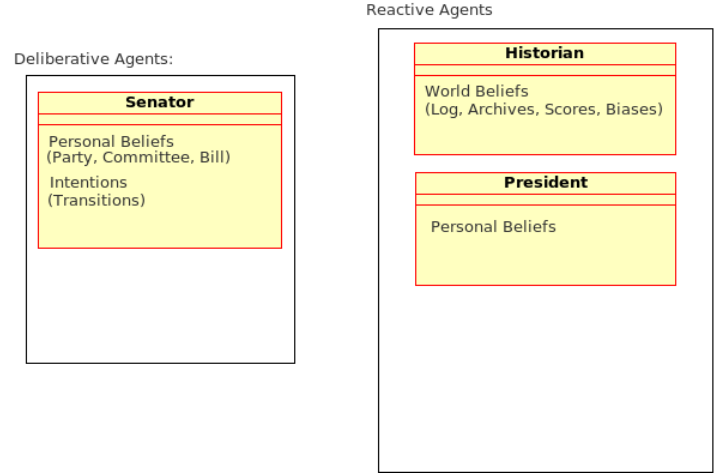 Deliberative Agents:
Senator
Personal Beliefs
(Party, Committee, Bill)
Intentions
(Transitions)
Reactive Agents
Historian
World Beliefs
(Log, Archives, Scores, Biases)
President
Personal Beliefs